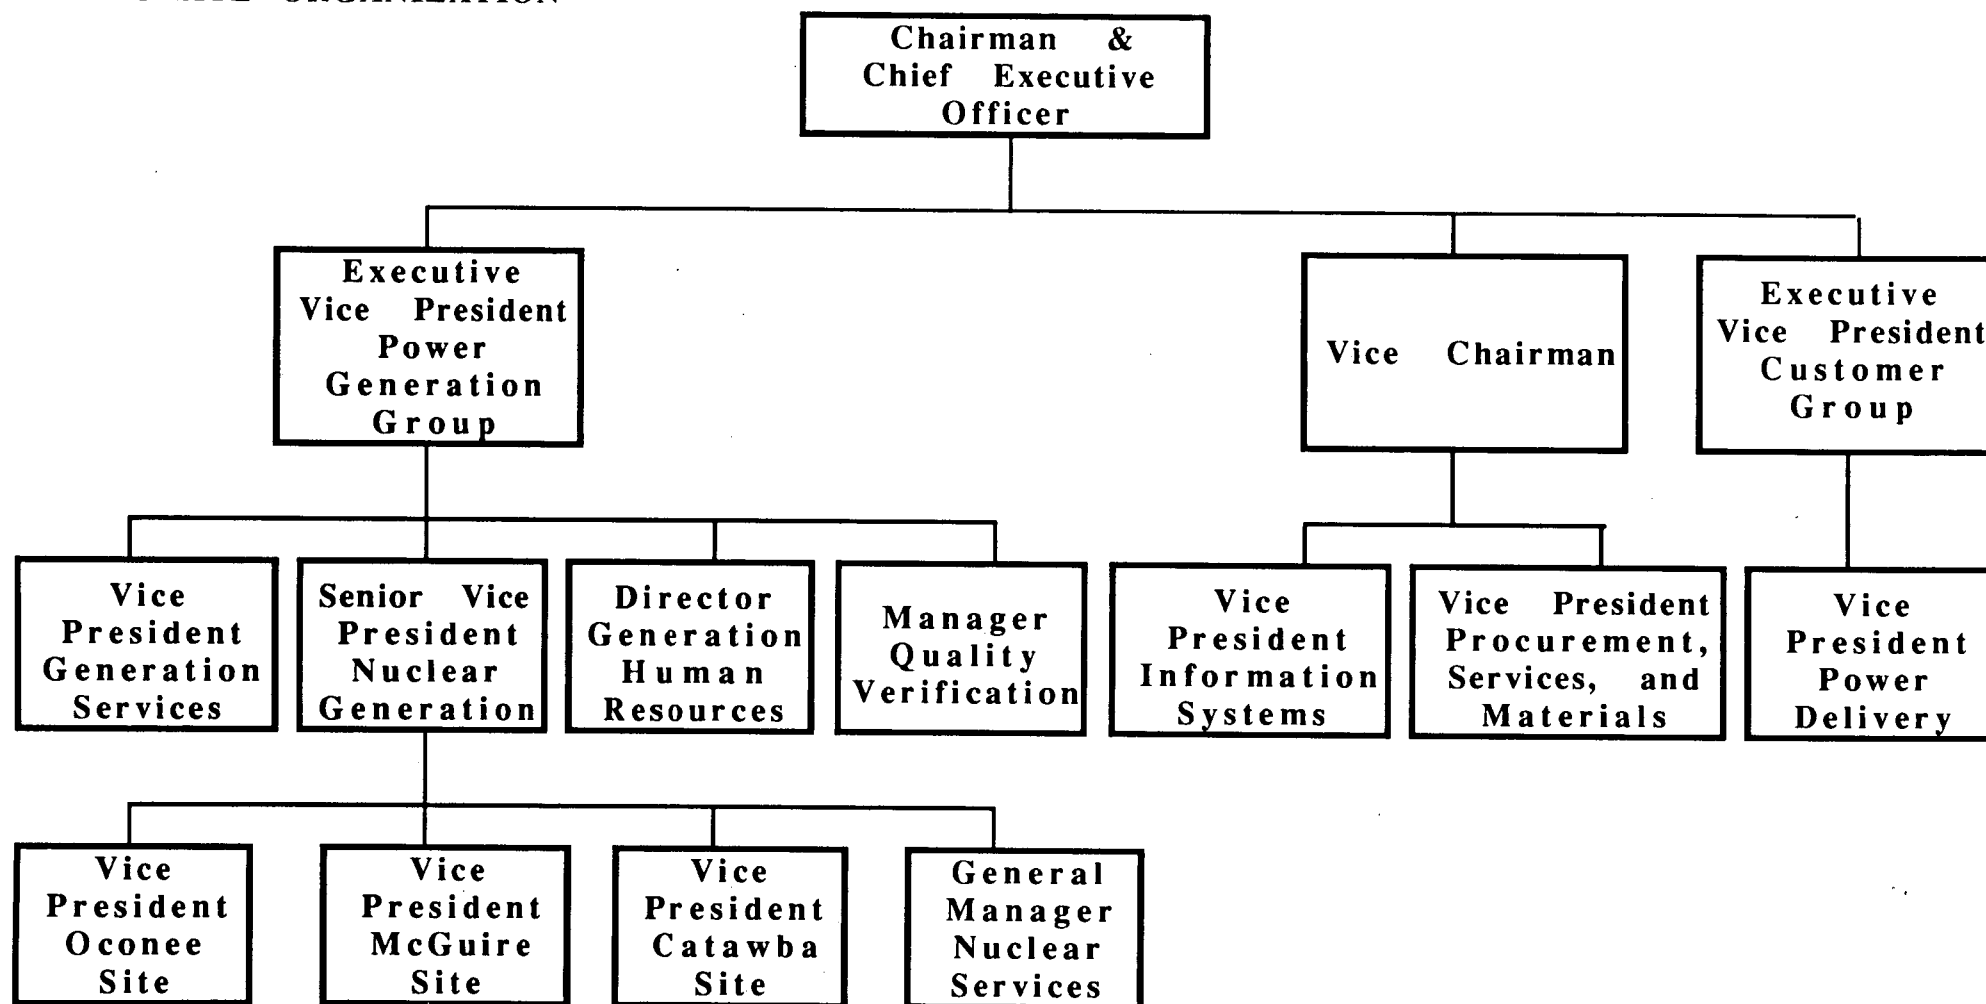 ORGANIZATION
Chairman &
Chief Executive
Officer
Executive
Vice President
Power
Generation
Group
Vice Chairman
Executive
Vice President
Customer
Group
Vice
President
Generation
Services
Senior Vice
President
Nuclear
Generation
Director
Generation
Human
Resources
Manager
Quality
Verification
Vice
President
Information
Systems
Vice President
Procurement,
Services, and
Materials
Vice
President
Power
Delivery
Vice
President
Oconee
Site
Vice
President
McGuire
Site
Vice
President
Catawba
Site
General
Manager
Nuclear
Services